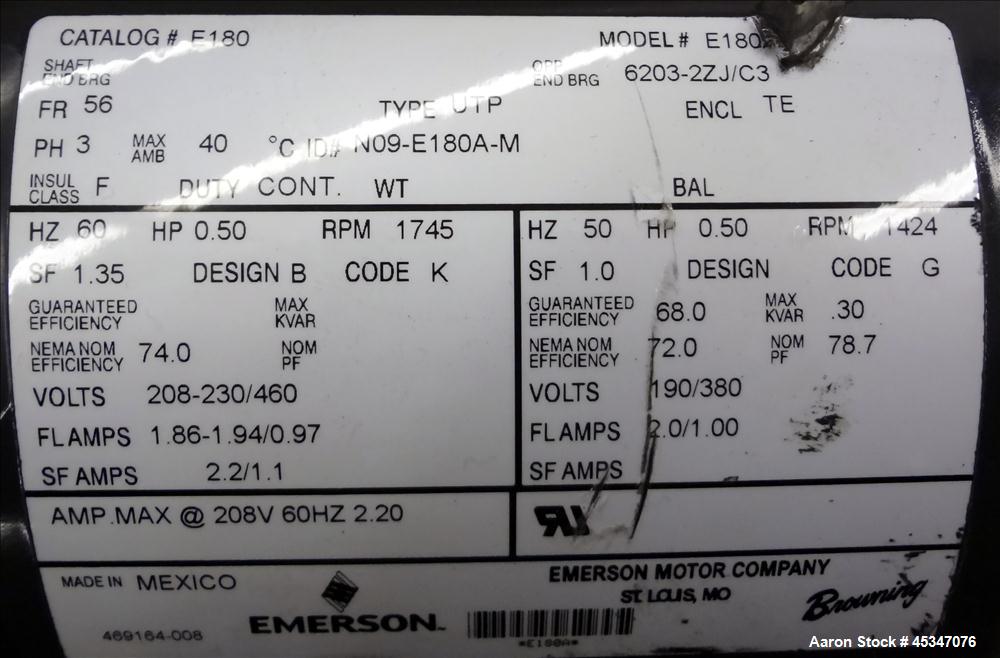 CATALOG # E180 MODEL # E180
SHAFT END BRG OPP END BRG 6203-2ZJ/C3
FR 56 TYPE UTP ENCL TE
PH 3 MAX AMB 40 °C ID# N09-E180A-M
INSUL CLASS F DUTY CONT. WT BAL
HZ 60 HP 0.50 RPM 1745
SF 1.35 DESIGN B CODE K
GUARANTEED EFFICIENCY MAX KVAR
NEMA NOM EFFICIENCY 74.0 NOM PF
VOLTS 208-230/460
FL AMPS 1.86-1.94/0.97
SF AMPS 2.2/1.1
AMP.MAX @ 208V 60HZ 2.20
HZ 50 HP 0.50 RPM 1424
SF 1.0 DESIGN CODE G
GUARANTEED EFFICIENCY 68.0 MAX KVAR .30
NEMA NOM EFFICIENCY 72.0 NOM PF 78.7
VOLTS 190/380
FL AMPS 2.0/1.00
SF AMPS
MADE IN MEXICO
469164-008
EMERSON™
*E180A*
EMERSON MOTOR COMPANY
ST. LOUIS, MO
Browning
Aaron Stock # 45347076